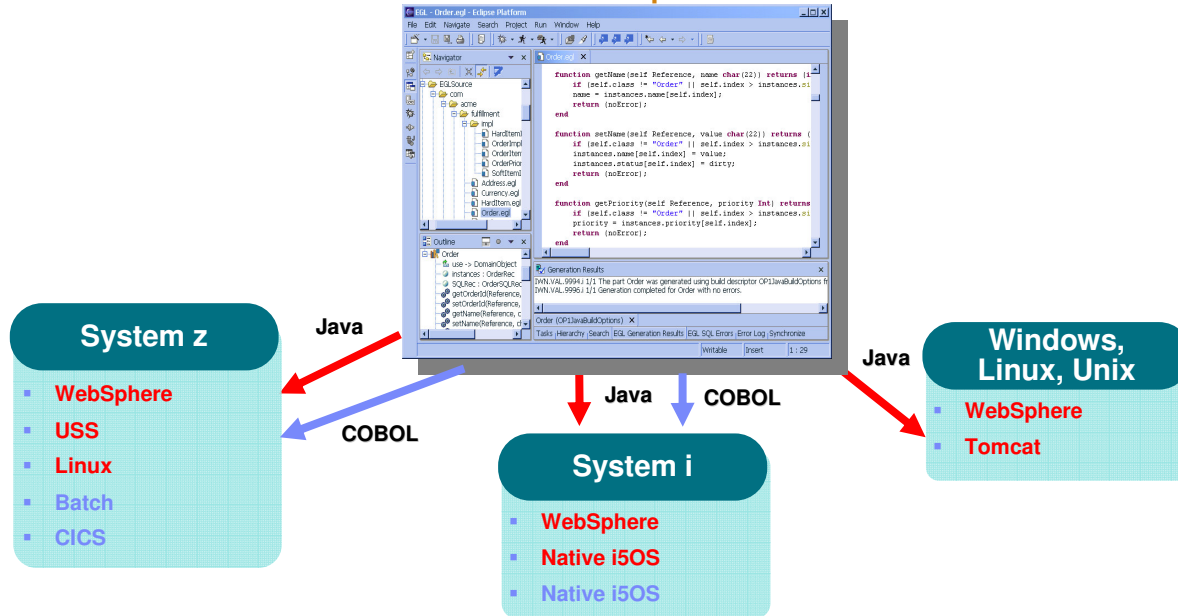 EGL - Order.egl - Eclipse Platform
File Edit Navigate Search Project Run Window Help
Navigator
EGLSource
com
acme
fulfillment
impl
HardItemI
OrderImpl
OrderItem
OrderPrior
SoftItemI
Address.egl
Currency.egl
HardItem.egl
Order.egl
Order.egl
function getName(self Reference, name char(22)) returns (i
if (self.class != "Order" || self.index > instances.si
name = instances.name[self.index];
return (noError);
end
function setName(self Reference, value char(22)) returns (
if (self.class != "Order" || self.index > instances.si
instances.name[self.index] = value;
instances.status[self.index] = dirty;
return (noError);
end
function getPriority(self Reference, priority Int) returns
if (self.class != "Order" || self.index > instances.si
priority = instances.priority[self.index];
return (noError);
end
Outline
Order
use -> DomainObject
instances : OrderRec
SQLRec : OrderSQLRec
getOrderId(Reference,
setOrderId(Reference,
getName(Reference, c
setName(Reference, c
Generation Results
IWN.VAL.9994.i 1/1 The part Order was generated using build descriptor OP1JavaBuildOptions fr
IWN.VAL.9996.i 1/1 Generation completed for Order with no errors.
Order (OP1JavaBuildOptions)
Tasks Hierarchy Search EGL Generation Results EGL SQL Errors Error Log Synchronize
Writable Insert 1 : 29
Java
COBOL
Java
COBOL
Java
System z
WebSphere
USS
Linux
Batch
CICS
System i
WebSphere
Native i5OS
Native i5OS
Windows,
Linux, Unix
WebSphere
Tomcat